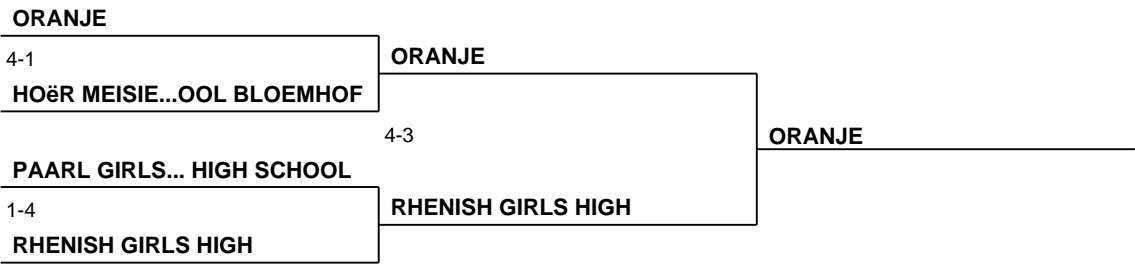 ORANJE
4-1
ORANJE
HOëR MEISIE...OOL BLOEMHOF
4-3
ORANJE
PAARL GIRLS... HIGH SCHOOL
1-4
RHENISH GIRLS HIGH
RHENISH GIRLS HIGH